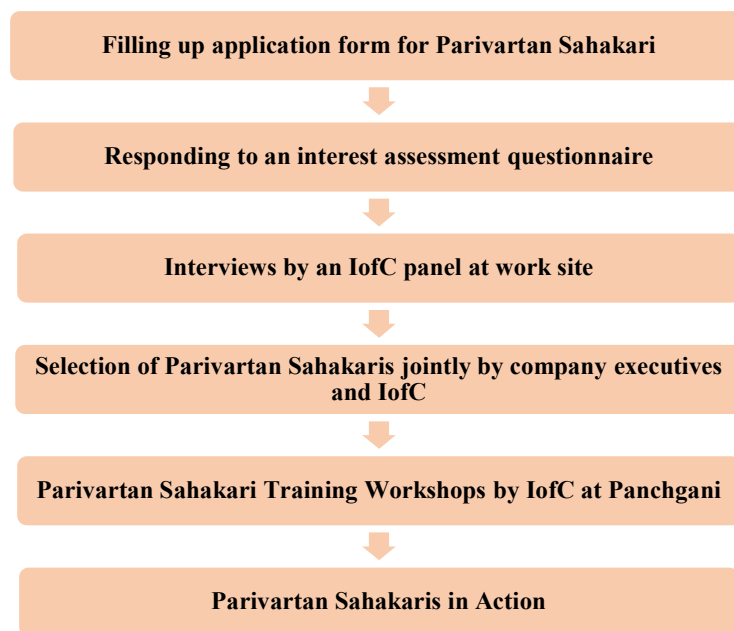 Filling up application form for Parivartan Sahakari
Responding to an interest assessment questionnaire
Interviews by an IofC panel at work site
Selection of Parivartan Sahakaris jointly by company executives
and IofC
Parivartan Sahakari Training Workshops by IofC at Panchgani
Parivartan Sahakaris in Action